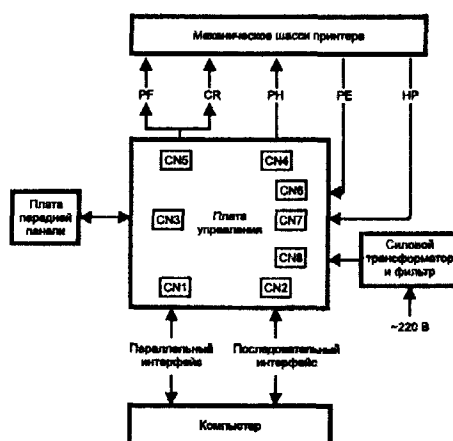 Механическое шасси принтера
PF
CR
PH
PE
HP
CN5
CN4
CN6
Плата
передней
панели
CN3
Плата
управления
CN7
CN8
Силовой
трансформатор
и фильтр
CN1
CN2
~220 В
Параллельный
интерфейс
Последовательный
интерфейс
Компьютер